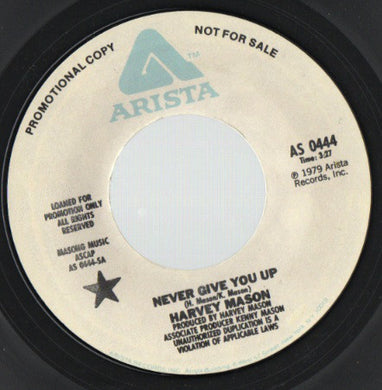 PROMOTIONAL COPY
NOT FOR SALE
TM
ARISTA
AS 0444
Time: 3:27
℗ 1979 Arista
Records, Inc.
LOANED FOR
PROMOTION ONLY
ALL RIGHTS
RESERVED
MASONG MUSIC
ASCAP
AS 0444-SA
NEVER GIVE YOU UP
(H. Mason/K. Mason)
HARVEY MASON
PRODUCED BY HARVEY MASON
ASSOCIATE PRODUCER KENNY MASON
UNAUTHORIZED DUPLICATION IS A
VIOLATION OF APPLICABLE LAWS